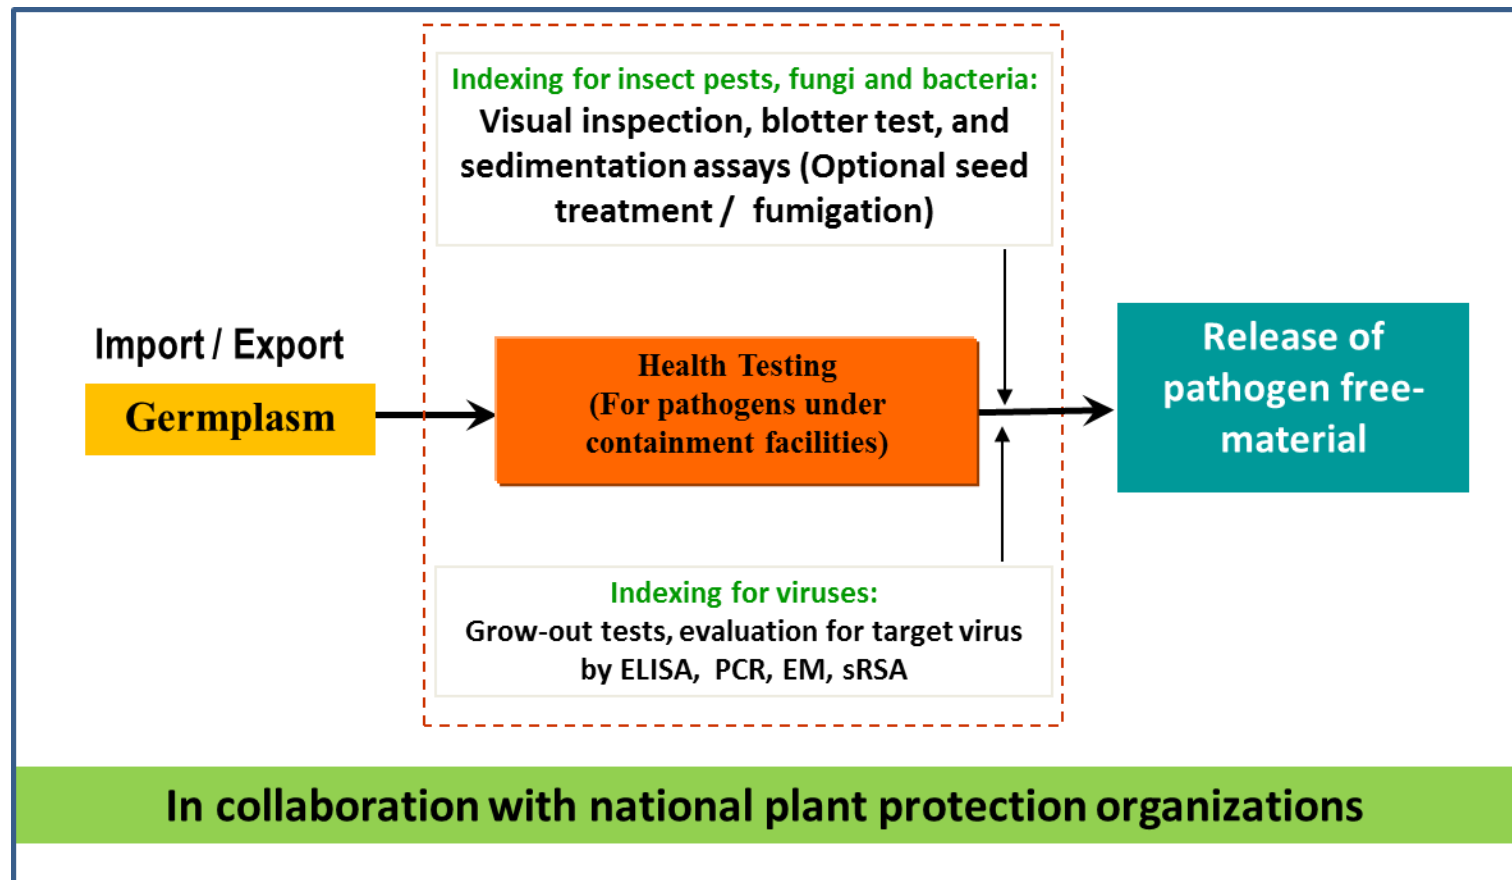 Indexing for insect pests, fungi and bacteria:
Visual inspection, blotter test, and
sedimentation assays (Optional seed
treatment / fumigation)
Import / Export
Germplasm
Health Testing
(For pathogens under
containment facilities)
Release of
pathogen free-
material
Indexing for viruses:
Grow-out tests, evaluation for target virus
by ELISA, PCR, EM, sRSA
In collaboration with national plant protection organizations